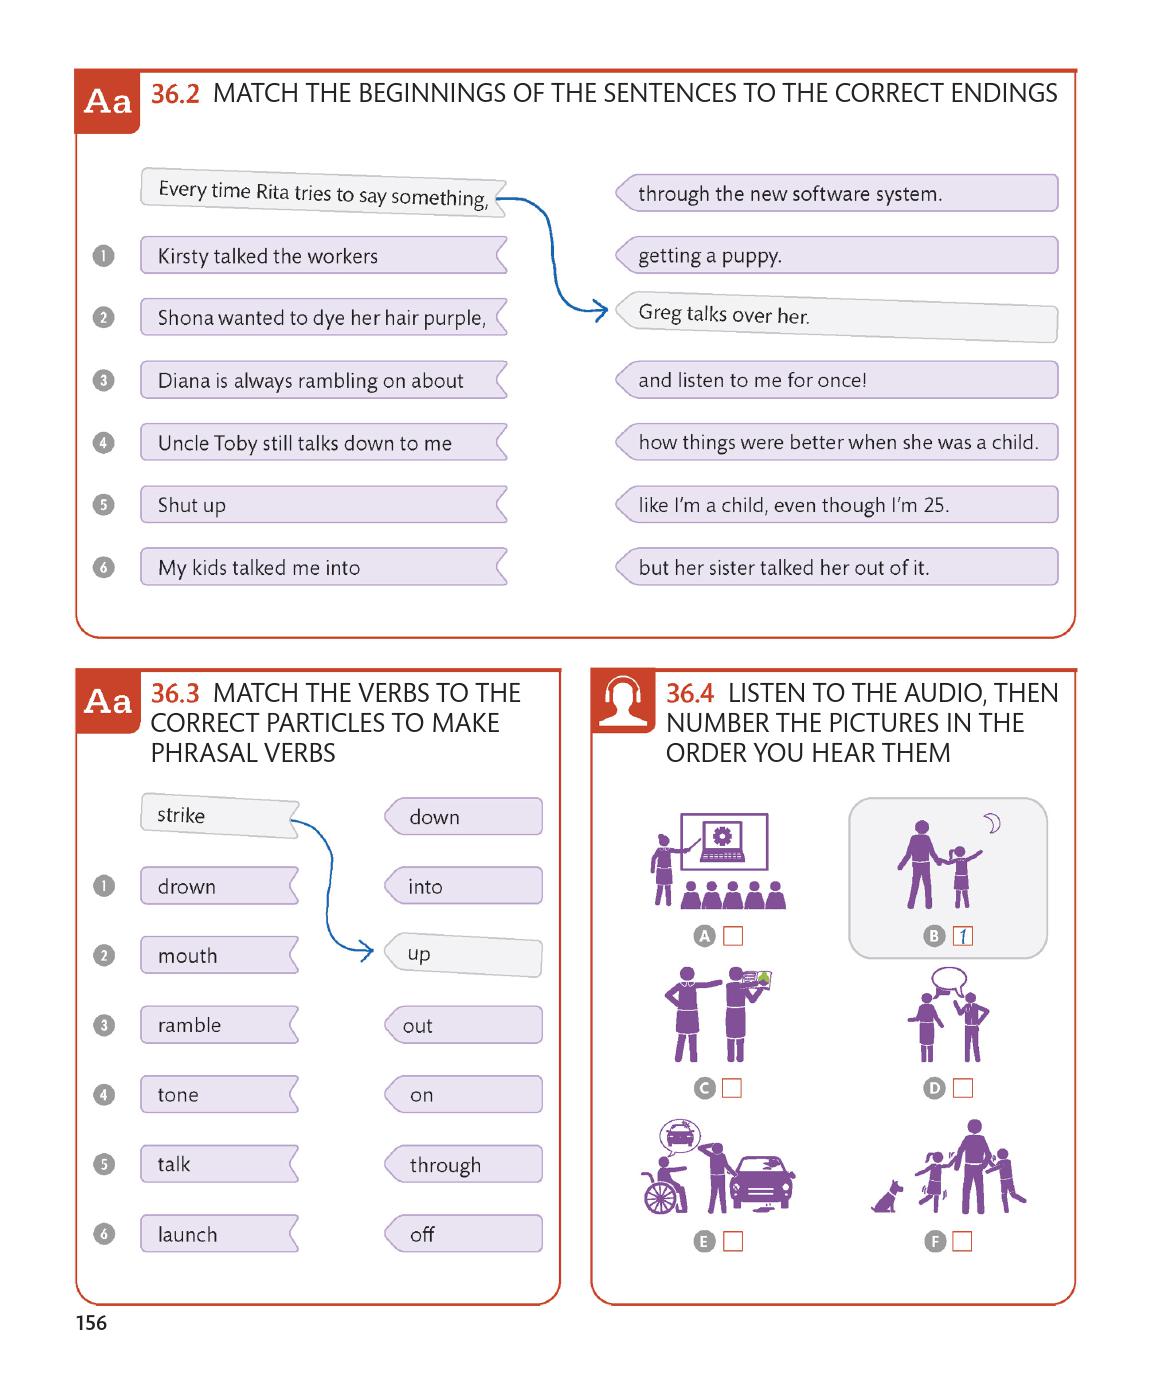 Aa
36.2 MATCH THE BEGINNINGS OF THE SENTENCES TO THE CORRECT ENDINGS
Every time Rita tries to say something,
through the new software system.
1 Kirsty talked the workers
getting a puppy.
2 Shona wanted to dye her hair purple,
Greg talks over her.
3 Diana is always rambling on about
and listen to me for once!
4 Uncle Toby still talks down to me
how things were better when she was a child.
5 Shut up
like I'm a child, even though I'm 25.
6 My kids talked me into
but her sister talked her out of it.
Aa
36.3 MATCH THE VERBS TO THE
CORRECT PARTICLES TO MAKE
PHRASAL VERBS
strike
down
1 drown
into
2 mouth
up
3 ramble
out
4 tone
on
5 talk
through
6 launch
off
36.4 LISTEN TO THE AUDIO, THEN
NUMBER THE PICTURES IN THE
ORDER YOU HEAR THEM
A
B 1
C
D
E
F
156